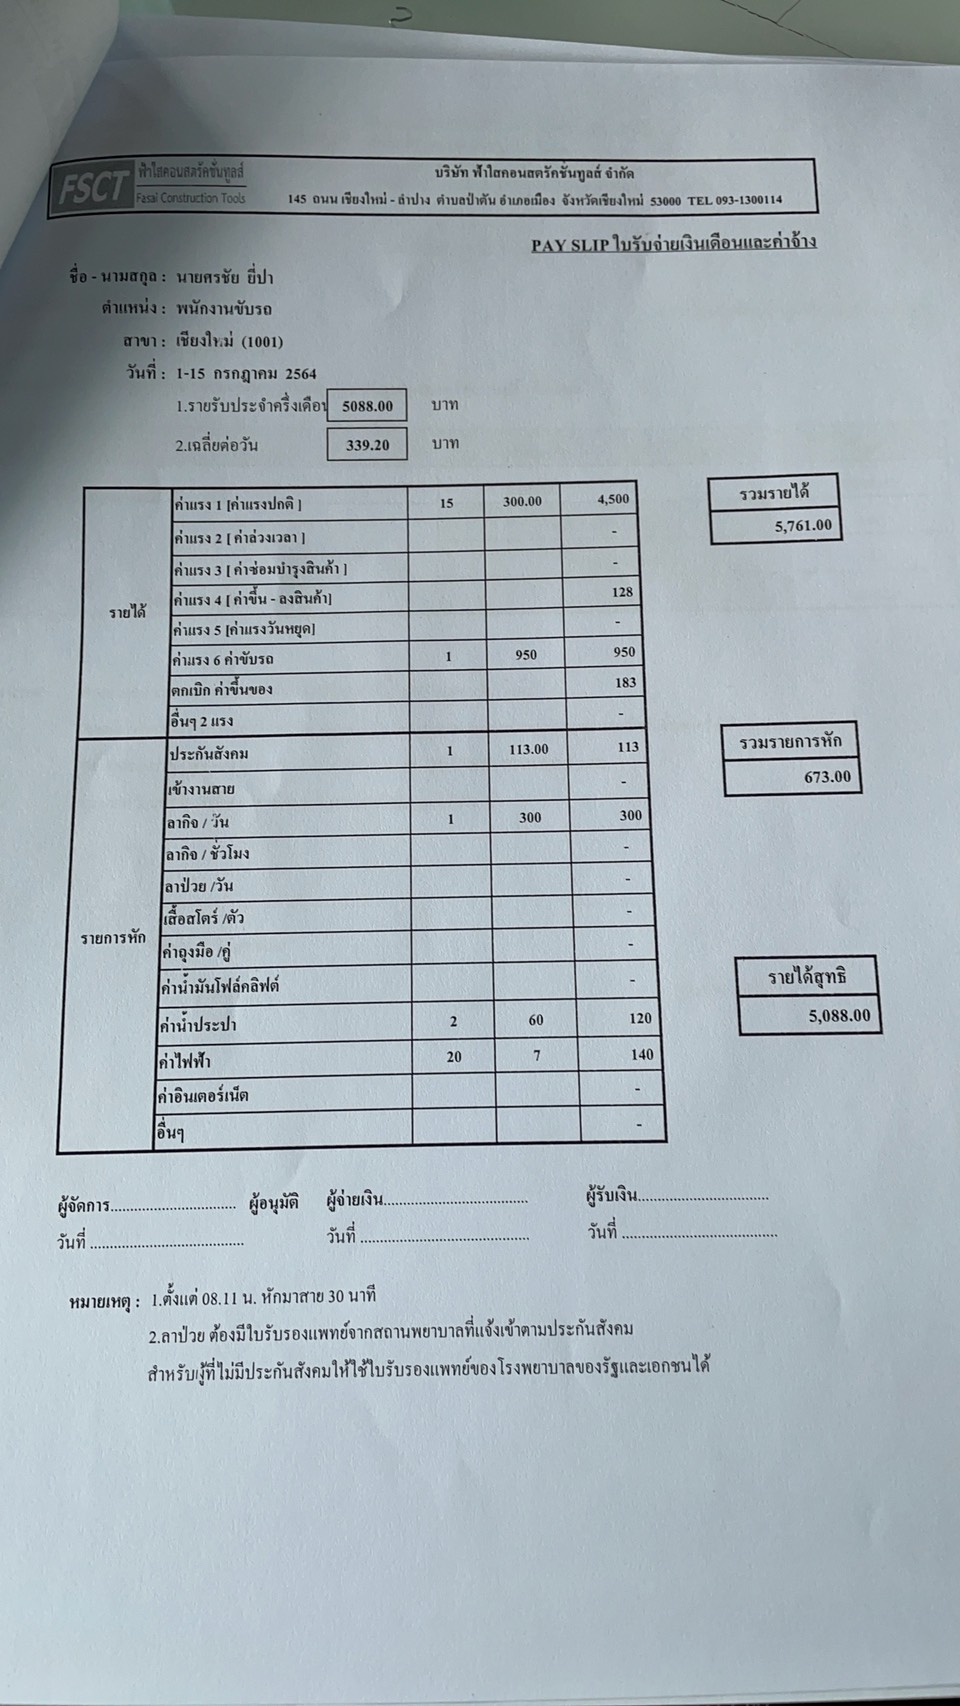 FSCT ฟ้าใสคอนสตรัคชั่นทูลส์
Fasai Construction Tools
บริษัท ฟ้าใสคอนสตรัคชั่นทูลส์ จำกัด
145 ถนน เชียงใหม่ - ลำปาง ตำบลป่าตัน อำเภอเมือง จังหวัดเชียงใหม่ 53000 TEL 093-1300114
PAY SLIP ใบรับจ่ายเงินเดือนและค่าจ้าง
ชื่อ - นามสกุล : นายศรชัย ยี่ปา
ตำแหน่ง : พนักงานขับรถ
สาขา : เชียงใหม่ (1001)
วันที่ : 1-15 กรกฎาคม 2564
1.รายรับประจำครึ่งเดือน 5088.00 บาท
2.เฉลี่ยต่อวัน 339.20 บาท
รายได้
ค่าแรง 1 [ค่าแรงปกติ ] 15 300.00 4,500
ค่าแรง 2 [ ค่าล่วงเวลา ] -
ค่าแรง 3 [ ค่าซ่อมบำรุงสินค้า ] -
ค่าแรง 4 [ ค่าขึ้น - ลงสินค้า] 128
ค่าแรง 5 [ค่าแรงวันหยุด] -
ค่าแรง 6 ค่าขับรถ 1 950 950
ตกเบิก ค่าขึ้นของ 183
อื่นๆ 2 แรง -
รวมรายได้
5,761.00
รายการหัก
ประกันสังคม 1 113.00 113
เข้างานสาย -
ลากิจ / วัน 1 300 300
ลากิจ / ชั่วโมง -
ลาป่วย /วัน -
เสื้อสโตร์ /ตัว -
ค่าถุงมือ /คู่ -
ค่าน้ำมันโฟล์คลิฟต์ -
ค่าน้ำประปา 2 60 120
ค่าไฟฟ้า 20 7 140
ค่าอินเตอร์เน็ต -
อื่นๆ -
รวมรายการหัก
673.00
รายได้สุทธิ
5,088.00
ผู้จัดการ................................ ผู้อนุมัติ ผู้จ่ายเงิน..................................... ผู้รับเงิน.................................
วันที่ ....................................... วันที่ ........................................... วันที่ .......................................
หมายเหตุ : 1.ตั้งแต่ 08.11 น. หักมาสาย 30 นาที
2.ลาป่วย ต้องมีใบรับรองแพทย์จากสถานพยาบาลที่แจ้งเข้าตามประกันสังคม
สำหรับผู้ที่ไม่มีประกันสังคมให้ใช้ใบรับรองแพทย์ของโรงพยาบาลของรัฐและเอกชนได้